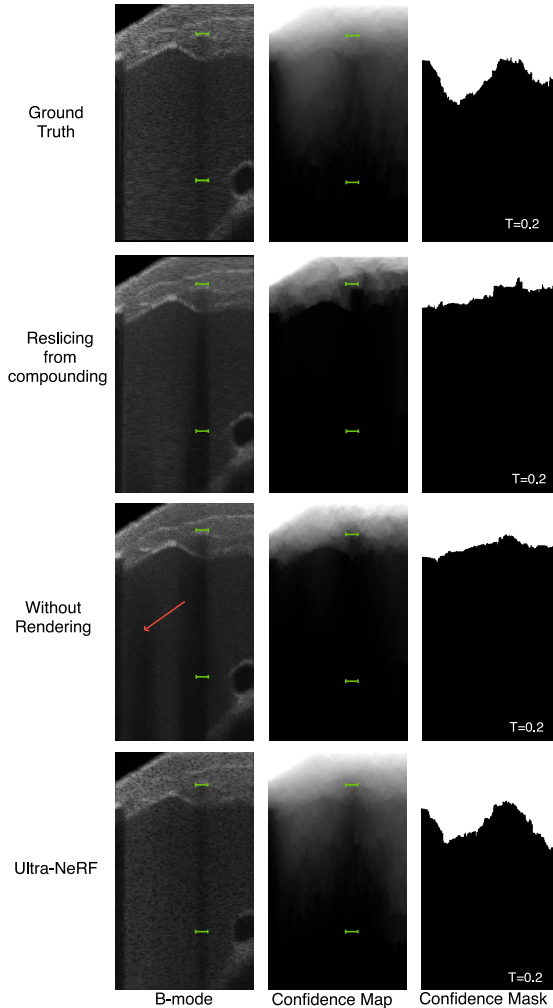 Ground
Truth
T=0.2
Reslicing
from
compounding
T=0.2
Without
Rendering
T=0.2
Ultra-NeRF
T=0.2
B-mode
Confidence Map
Confidence Mask